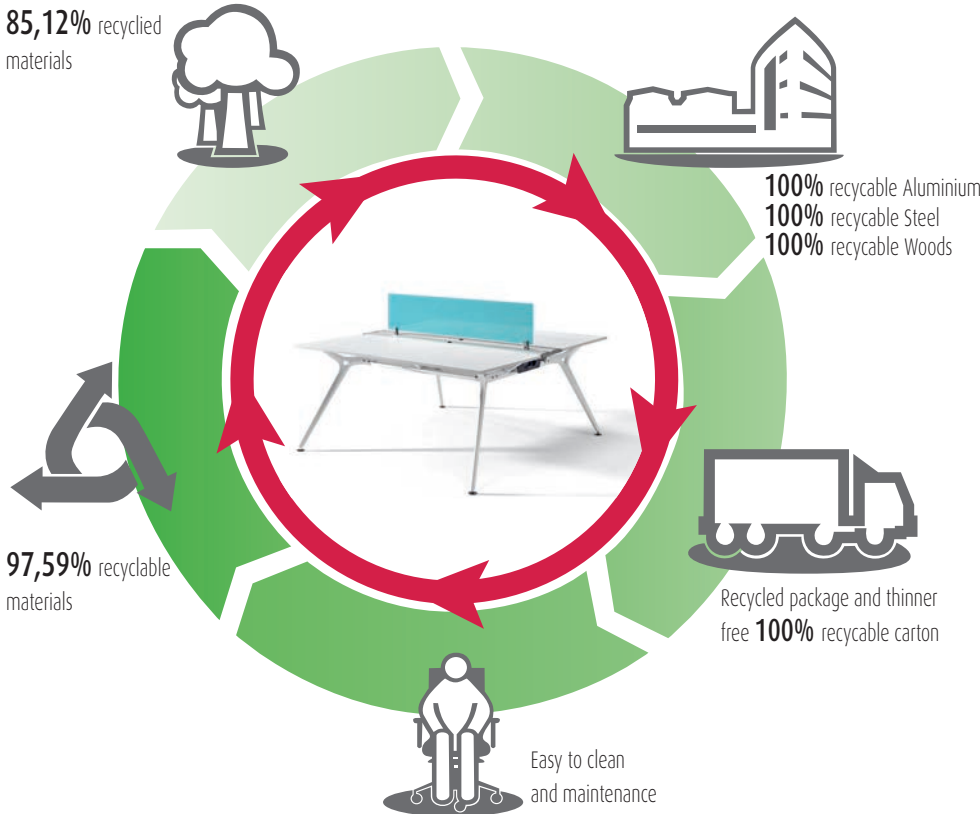 85,12% recyclied
materials
100% recycable Aluminium
100% recycable Steel
100% recycable Woods
Recycled package and thinner
free 100% recycable carton
Easy to clean
and maintenance
97,59% recyclable
materials